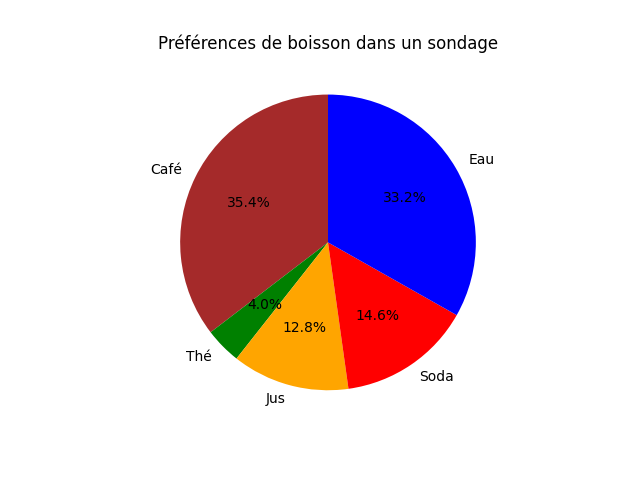 Préférences de boisson dans un sondage
Eau
33.2%
Café
35.4%
Thé
4.0%
Jus
12.8%
Soda
14.6%